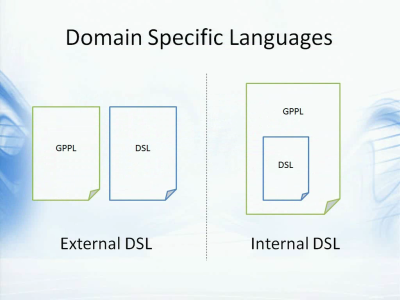 Domain Specific Languages
GPPL
DSL
External DSL
GPPL
DSL
Internal DSL